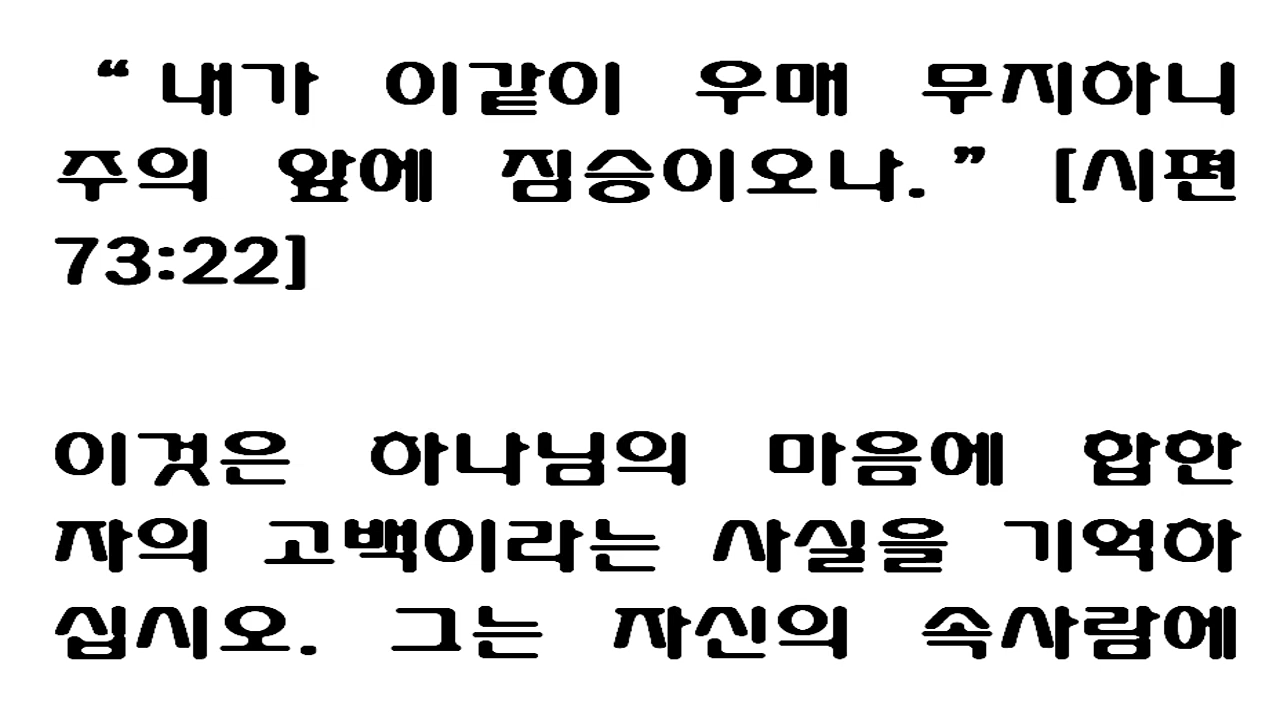 “내가 이같이 우매 무지하니
주의 앞에 짐승이오나.” [시편
73:22]
이것은 하나님의 마음에 합한
자의 고백이라는 사실을 기억하
십시오. 그는 자신의 속사람에